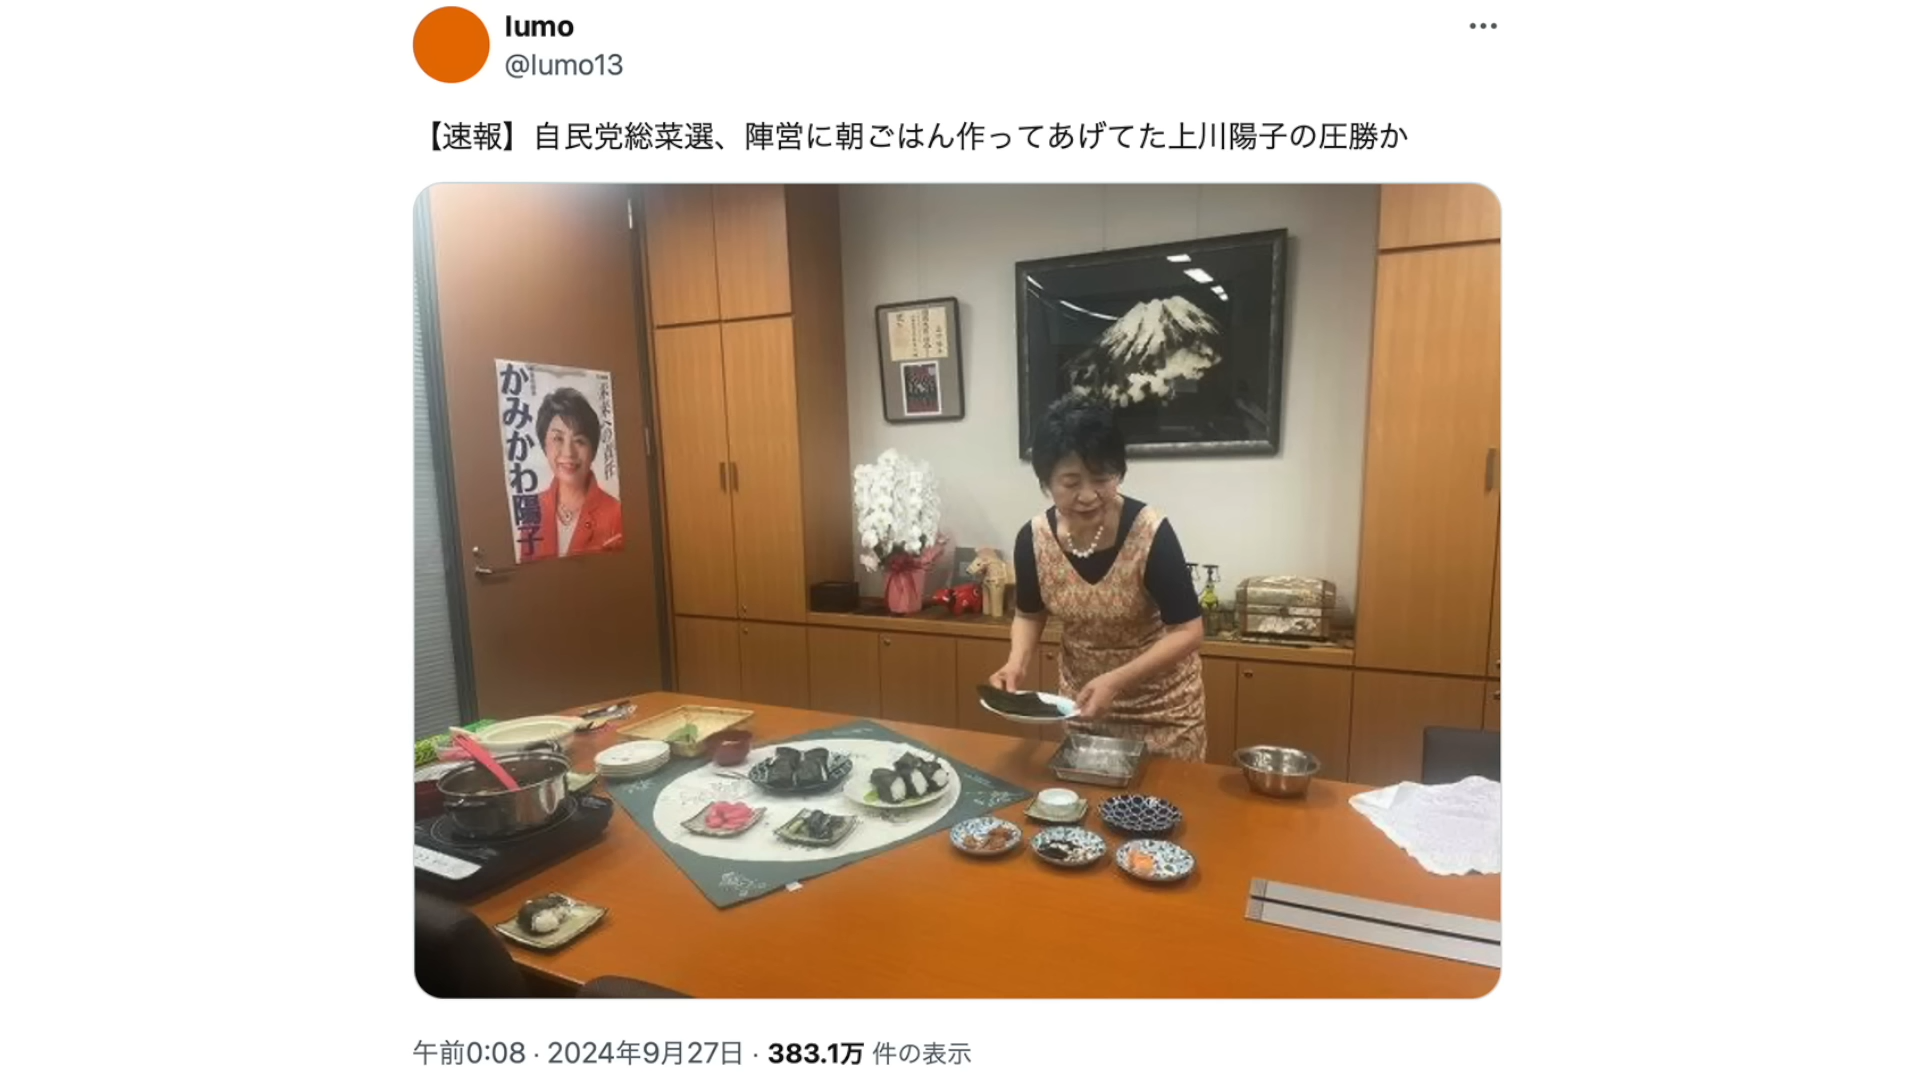 lumo
@lumo13
【速報】自民党総菜選、陣営に朝ごはん作ってあげてた上川陽子の圧勝か
かみかわ陽子
未来への責任
午前0:08 · 2024年9月27日 · 383.1万 件の表示